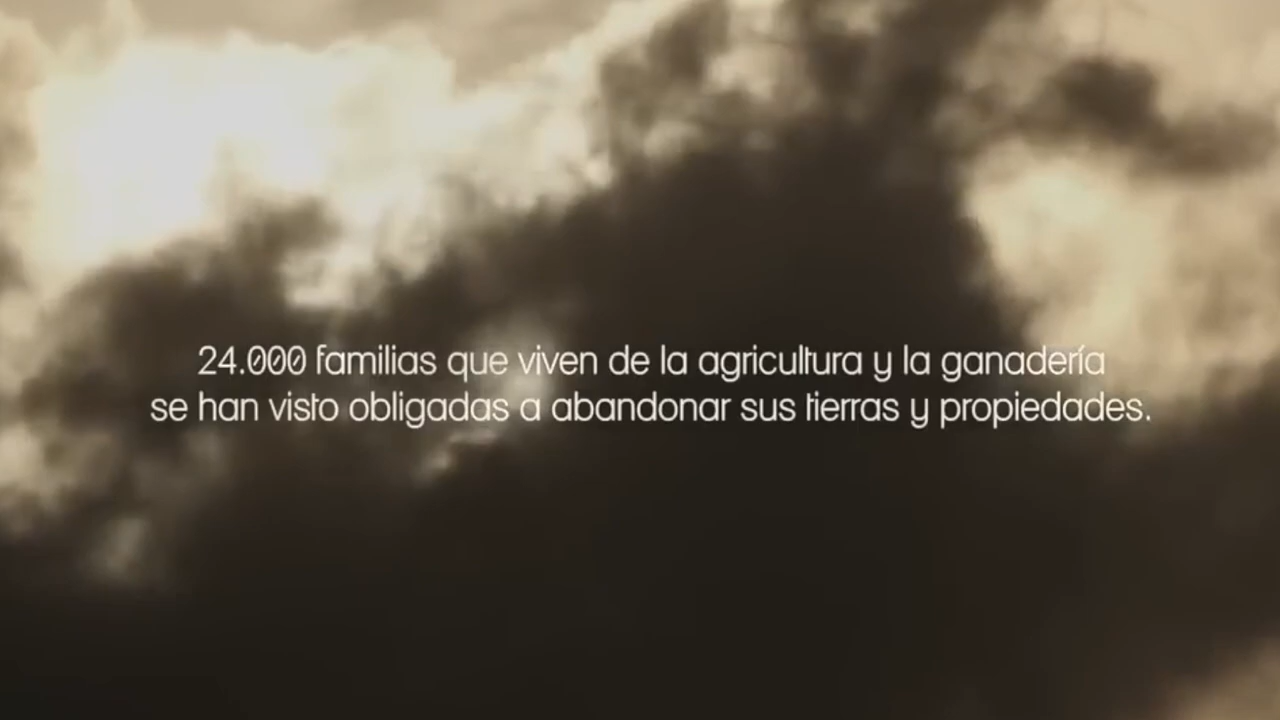 24.000 familias que viven de la agricultura y la ganadería
se han visto obligadas a abandonar sus tierras y propiedades.